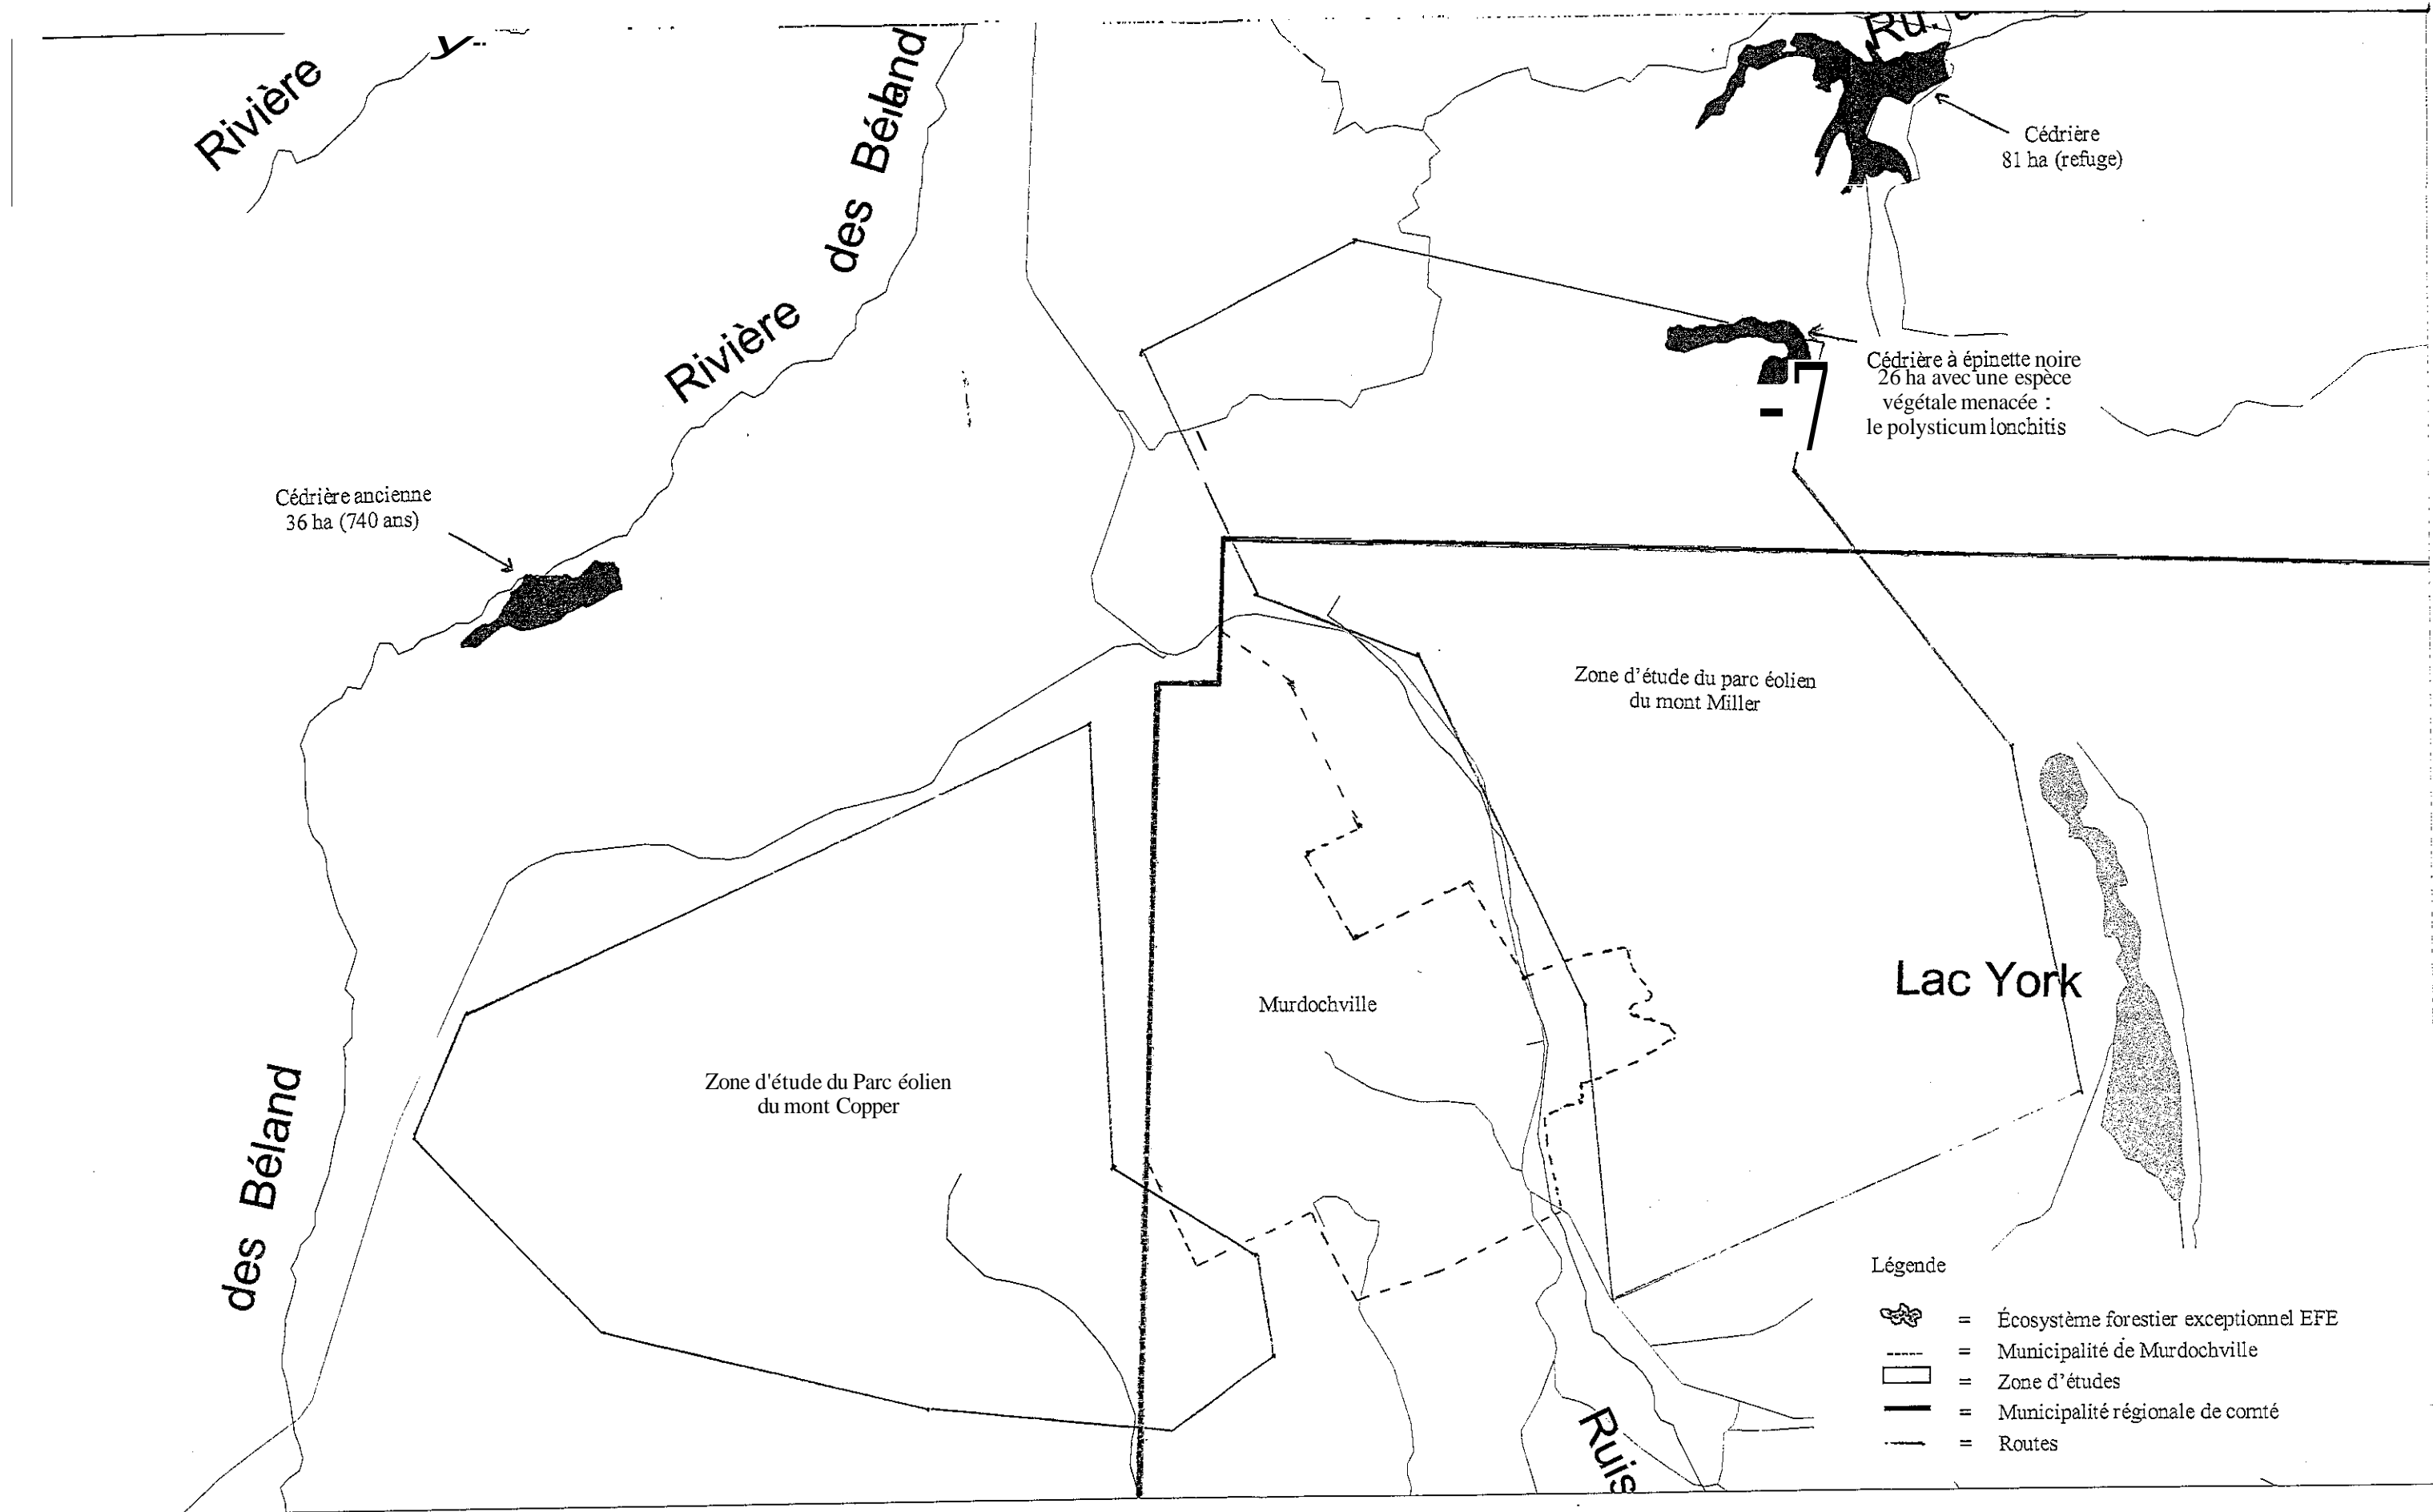 Rivière
des Béland
Rivière
Cédrière
81 ha (refuge)
Cédrière à épinette noire
26 ha avec une espèce
végétale menacée :
le polysticum lonchitis
Cédrière ancienne
36 ha (740 ans)
Zone d'étude du parc éolien
du mont Miller
Lac York
Murdochville
Zone d'étude du Parc éolien
du mont Copper
des Béland
Ruis
Légende
= Écosystème forestier exceptionnel EFE
= Municipalité de Murdochville
= Zone d'études
= Municipalité régionale de comté
= Routes